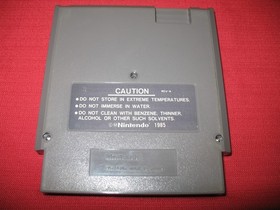 CAUTION
REV-A
•DO NOT STORE IN EXTREME TEMPERATURES.
•DO NOT IMMERSE IN WATER.
•DO NOT CLEAN WITH BENZENE, THINNER,
ALCOHOL OR OTHER SUCH SOLVENTS.
© Nintendo 1985